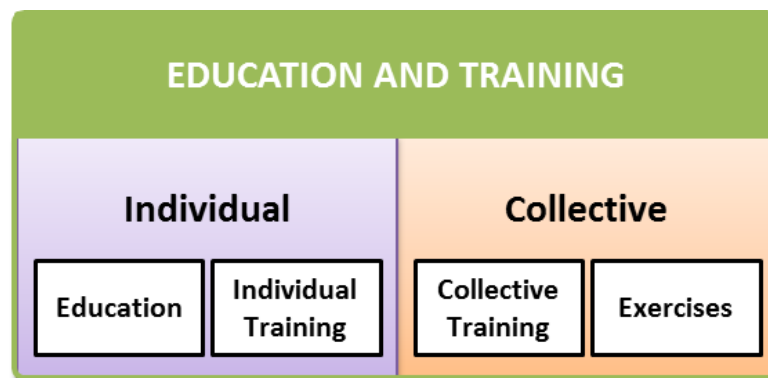 EDUCATION AND TRAINING
Individual
Collective
Education
Individual
Training
Collective
Training
Exercises